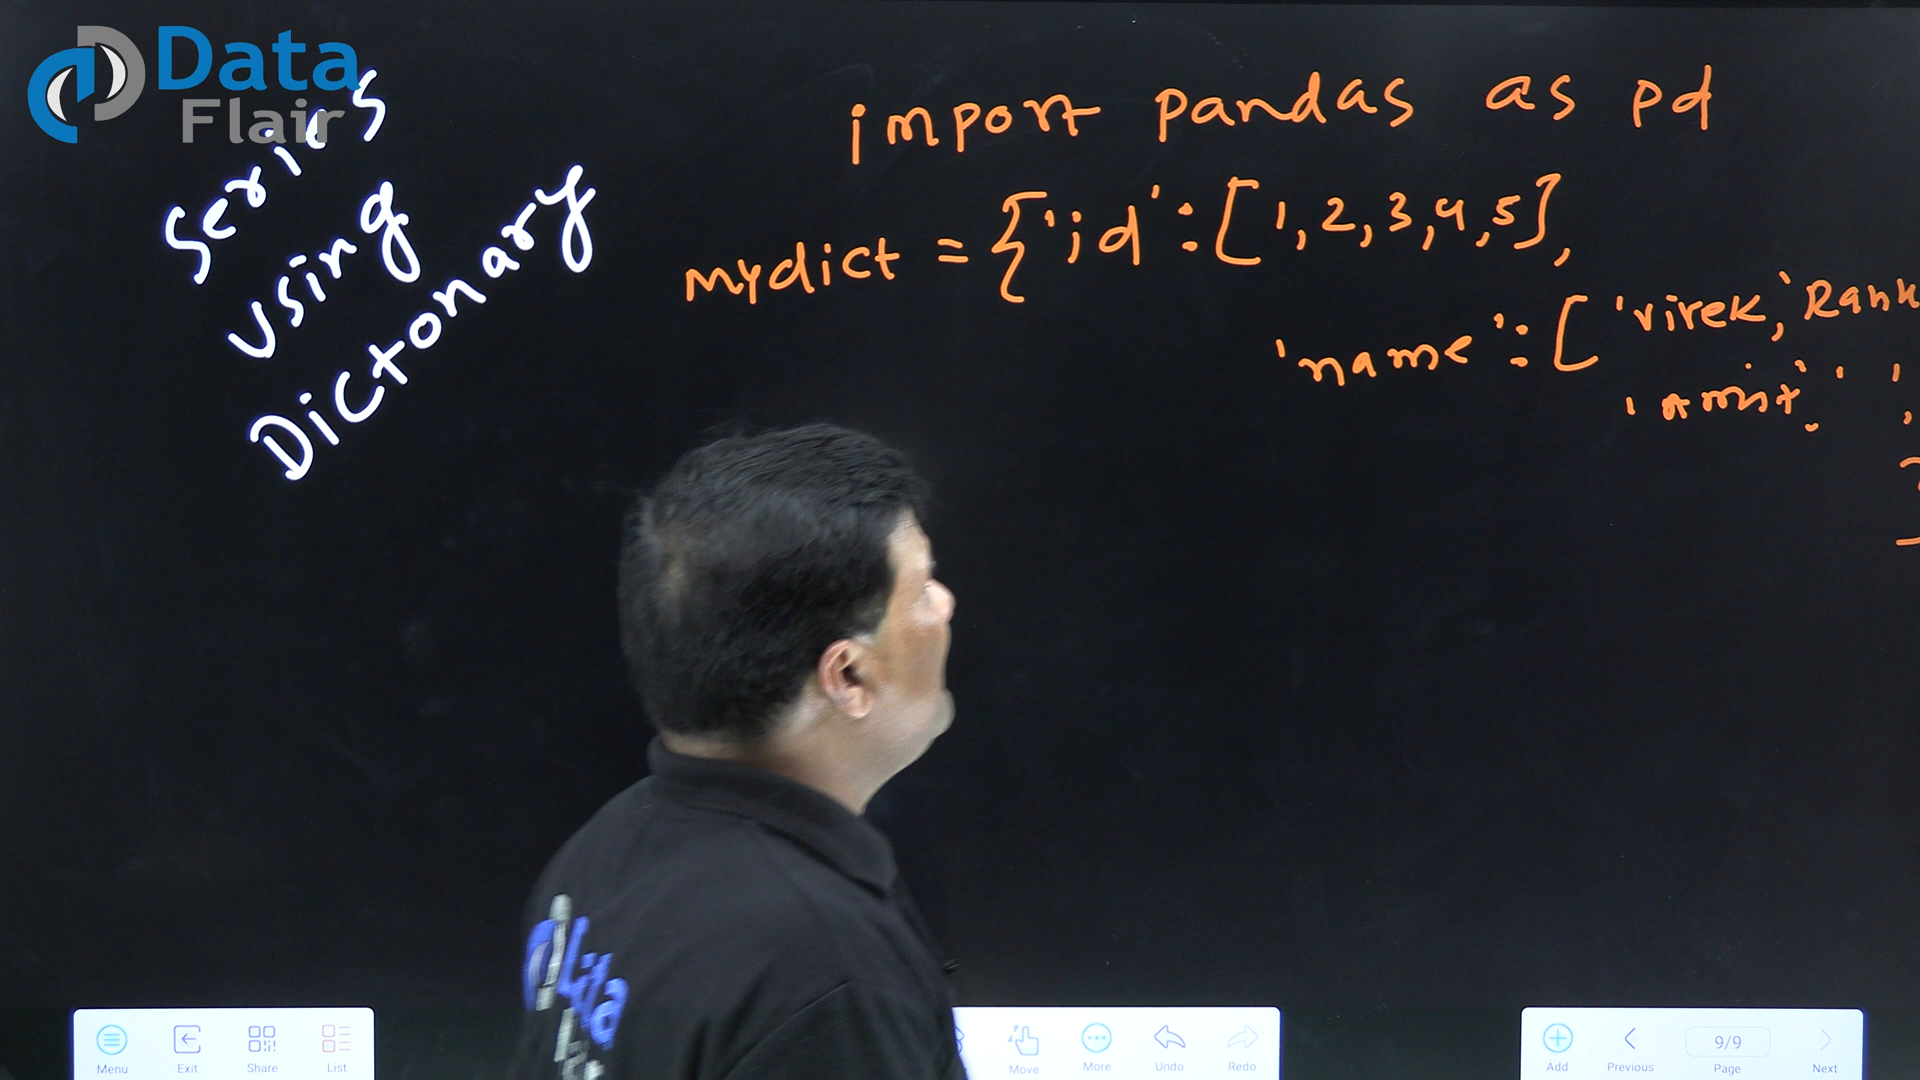 Data
Flair
Series
Using
Dictonary
import pandas as pd
mydict = {'id':[1,2,3,4,5],
'name':['vivek,'Rank
'Amit'
Menu
Exit
Share
List
Move
More
Undo
Redo
Add
Previous
9/9
Page
Next